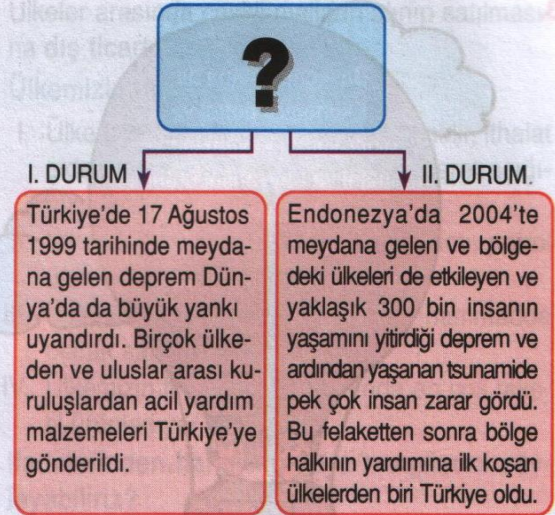 ?
I. DURUM
Türkiye'de 17 Ağustos
1999 tarihinde meyda-
na gelen deprem Dün-
ya'da da büyük yankı
uyandırdı. Birçok ülke-
den ve uluslar arası ku-
ruluşlardan acil yardım
malzemeleri Türkiye'ye
gönderildi.
II. DURUM
Endonezya'da 2004'te
meydana gelen ve bölge-
deki ülkeleri de etkileyen ve
yaklaşık 300 bin insanın
yaşamını yitirdiği deprem ve
ardından yaşanan tsunamide
pek çok insan zarar gördü.
Bu felaketten sonra bölge
halkının yardımına ilk koşan
ülkelerden biri Türkiye oldu.